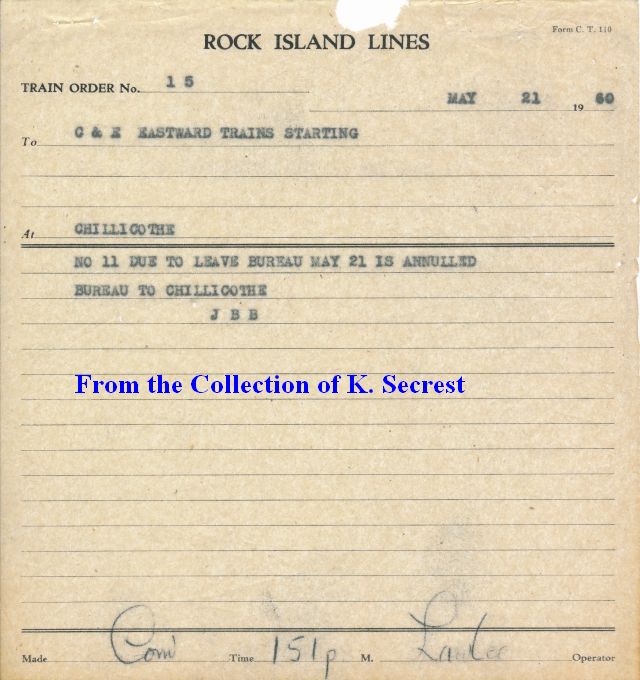 Form C. T. 110
ROCK ISLAND LINES
TRAIN ORDER No. 15
MAY 21 1960
To C & E EASTWARD TRAINS STARTING
At CHILLICOTHE
NO 11 DUE TO LEAVE BUREAU MAY 21 IS ANNULLED
BUREAU TO CHILLICOTHE
J B B
From the Collection of K. Secrest
Made Com Time 151p M. Operator